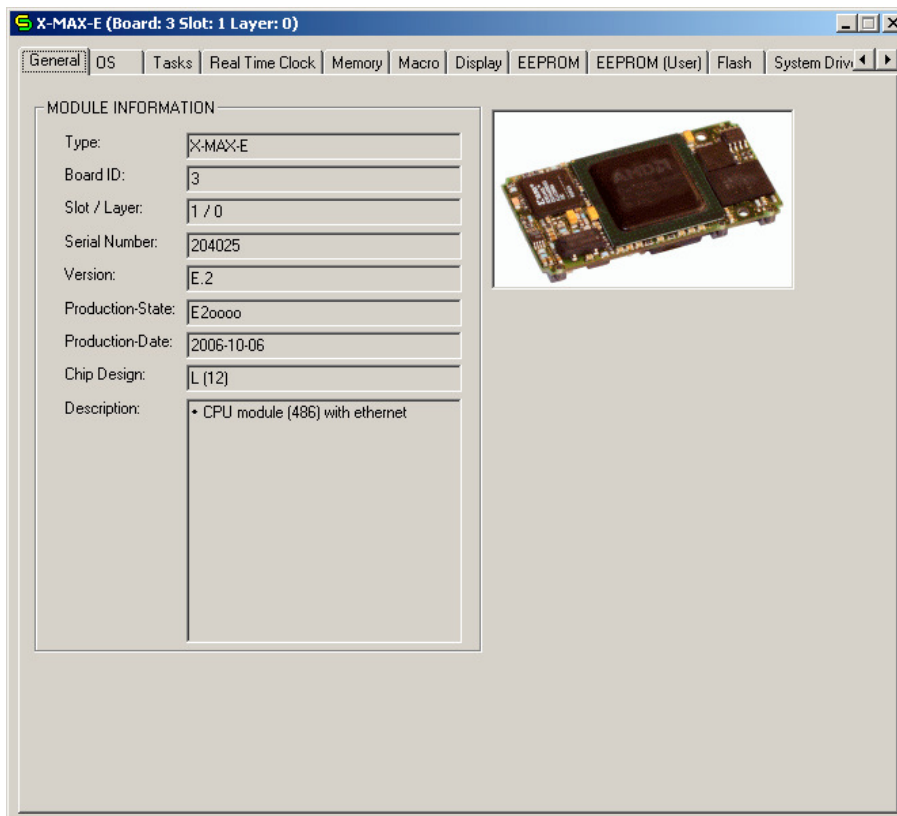 X-MAX-E (Board: 3 Slot: 1 Layer: 0)
General OS Tasks Real Time Clock Memory Macro Display EEPROM EEPROM (User) Flash System Driv
MODULE INFORMATION
Type: X-MAX-E
Board ID: 3
Slot / Layer: 1 / 0
Serial Number: 204025
Version: E.2
Production-State: E2oooo
Production-Date: 2006-10-06
Chip Design: L (12)
Description: • CPU module (486) with ethernet
AMD